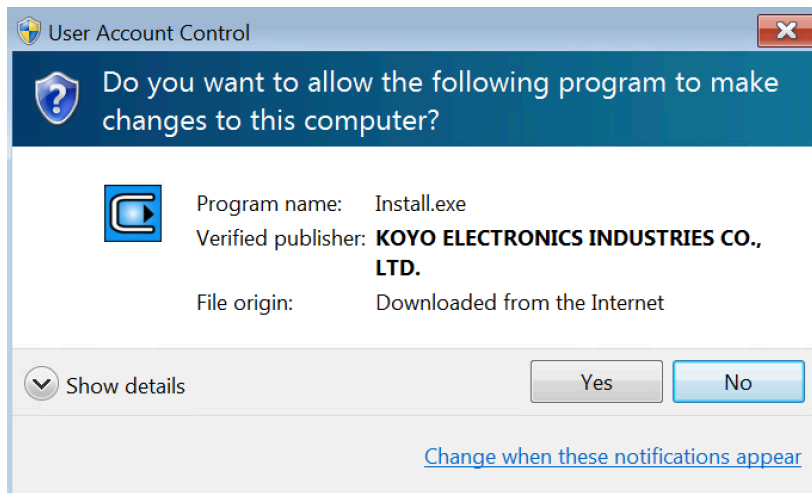 User Account Control
Do you want to allow the following program to make
changes to this computer?
Program name: Install.exe
Verified publisher: KOYO ELECTRONICS INDUSTRIES CO.,
LTD.
File origin: Downloaded from the Internet
Show details
Yes
No
Change when these notifications appear